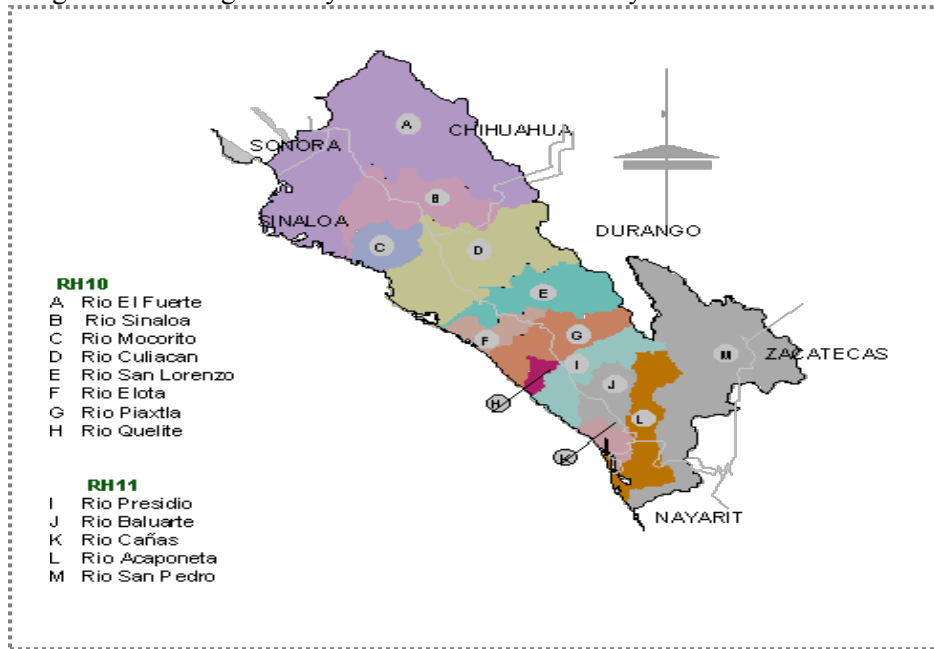 A
CHIHUAHUA
SONORA
B
SINALOA
C
D
DURANGO
E
F
G
ZACATECAS
M
I
J
H
L
K
NAYARIT
RH10
A Rio El Fuerte
B Rio Sinaloa
C Rio Mocorito
D Rio Culiacan
E Rio San Lorenzo
F Rio Elota
G Rio Piaxtla
H Rio Quelite
RH11
I Rio Presidio
J Rio Baluarte
K Rio Cañas
L Rio Acaponeta
M Rio San Pedro